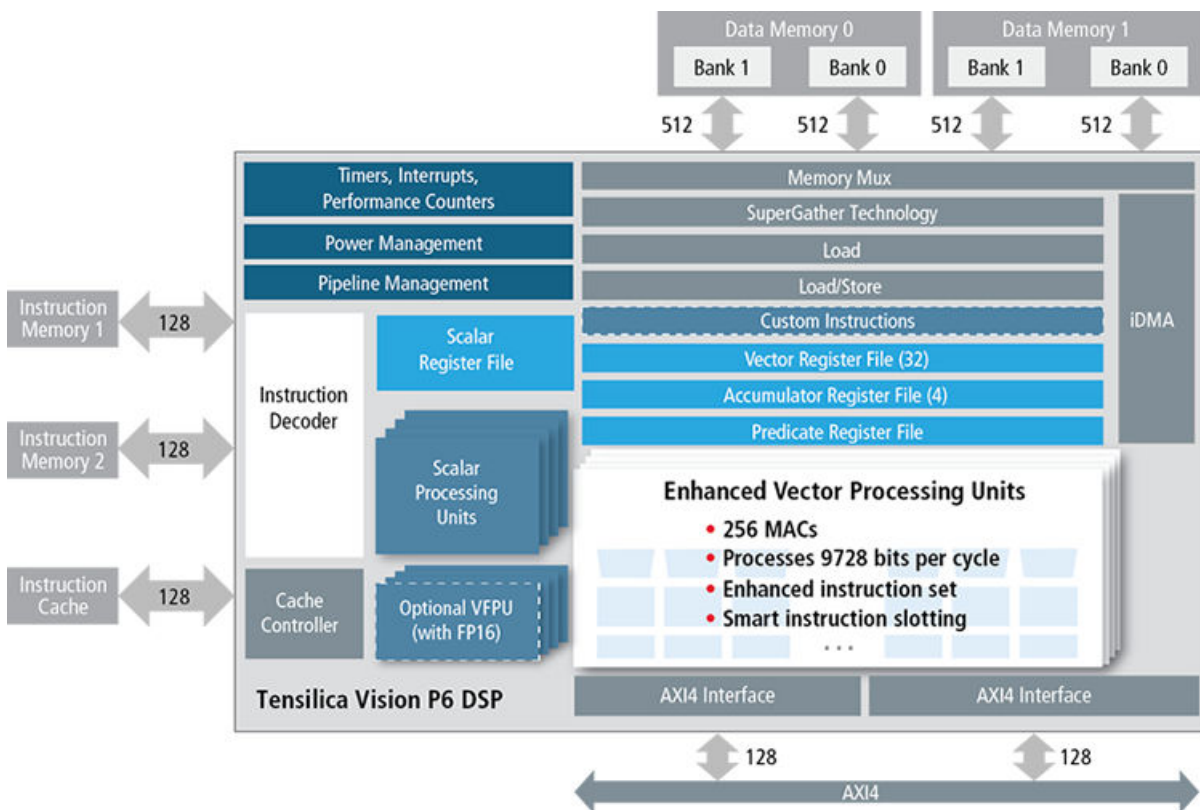 Data Memory 0
Data Memory 1
Bank 1
Bank 0
Bank 1
Bank 0
512
512
512
512
Timers, Interrupts,
Performance Counters
Power Management
Pipeline Management
Memory Mux
SuperGather Technology
Load
Load/Store
Custom Instructions
Vector Register File (32)
Accumulator Register File (4)
Predicate Register File
iDMA
Instruction
Memory 1
128
Instruction
Memory 2
128
Instruction
Cache
128
Instruction
Decoder
Scalar
Register File
Scalar
Processing
Units
Cache
Controller
Optional VFPU
(with FP16)
Enhanced Vector Processing Units
• 256 MACs
• Processes 9728 bits per cycle
• Enhanced instruction set
• Smart instruction slotting
...
Tensilica Vision P6 DSP
AXI4 Interface
AXI4 Interface
128
128
AXI4